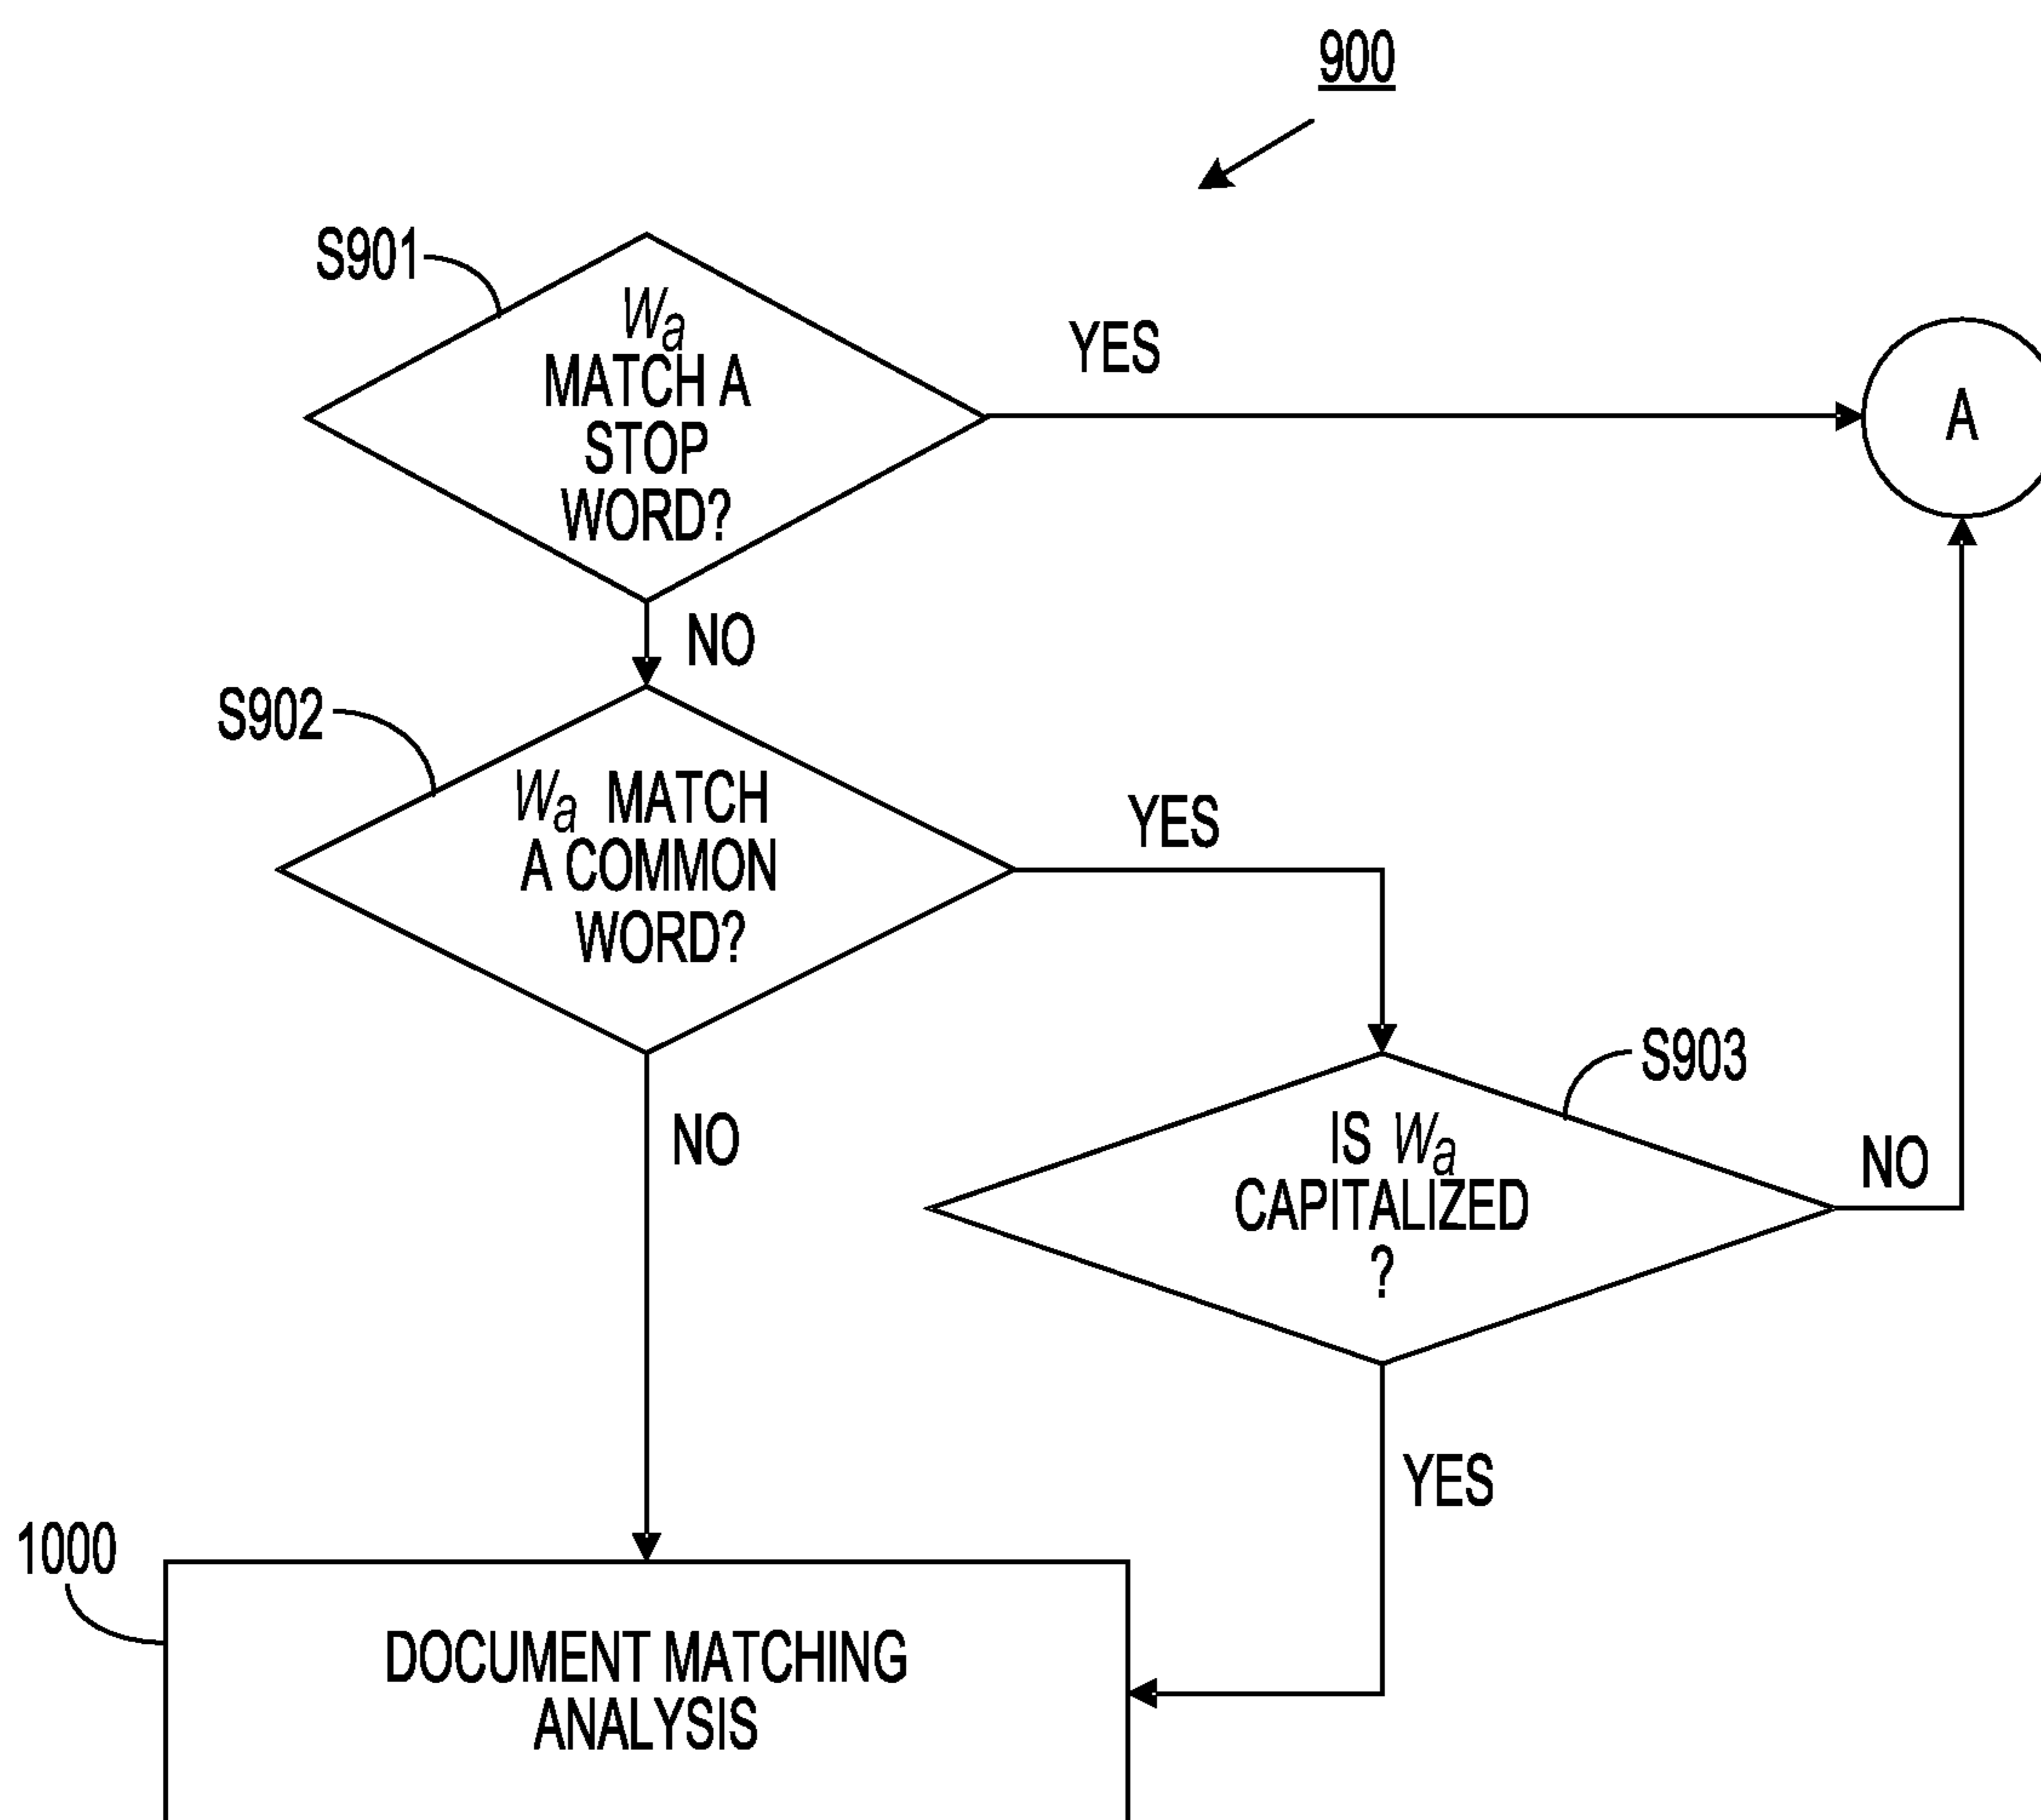 900
S901
Wa
MATCH A
STOP
WORD?
YES
A
NO
S902
Wa MATCH
A COMMON
WORD?
YES
S903
NO
IS Wa
CAPITALIZED
?
NO
YES
1000
DOCUMENT MATCHING
ANALYSIS